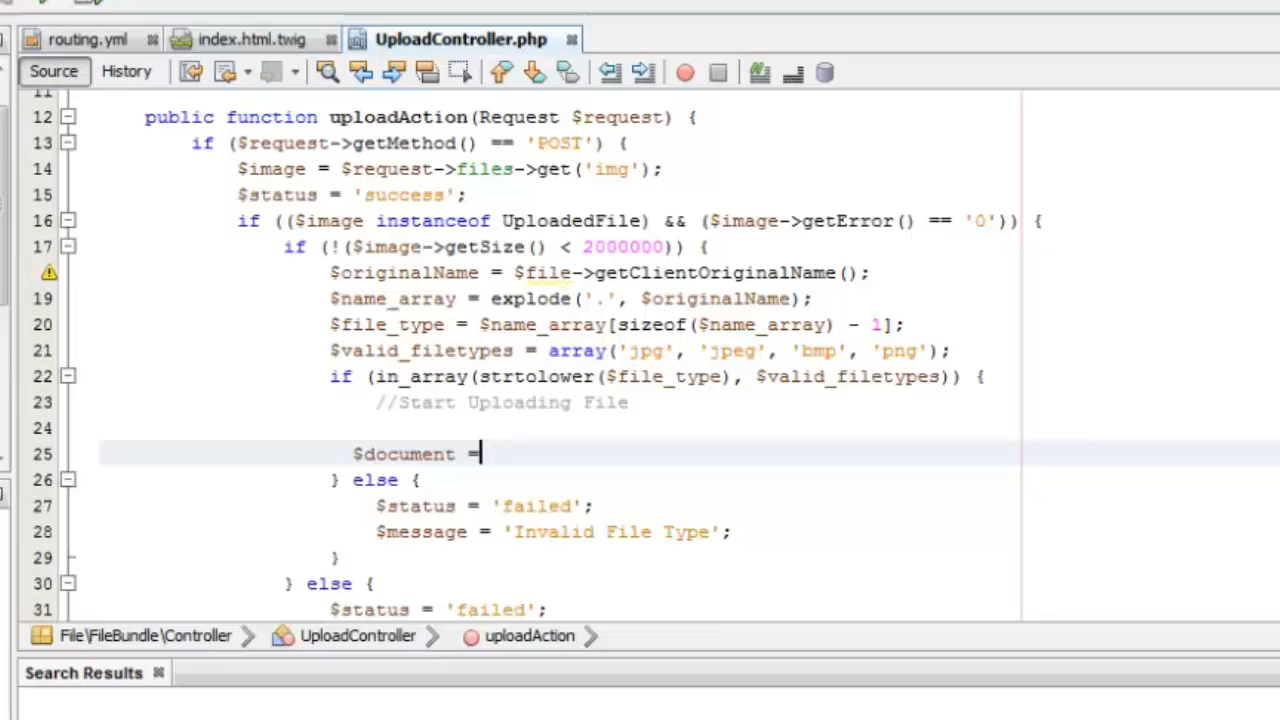 routing.yml index.html.twig UploadController.php
Source History
11
12 public function uploadAction(Request $request) {
13 if ($request->getMethod() == 'POST') {
14 $image = $request->files->get('img');
15 $status = 'success';
16 if (($image instanceof UploadedFile) && ($image->getError() == '0')) {
17 if (!($image->getSize() < 2000000)) {
$originalName = $file->getClientOriginalName();
19 $name_array = explode('.', $originalName);
20 $file_type = $name_array[sizeof($name_array) - 1];
21 $valid_filetypes = array('jpg', 'jpeg', 'bmp', 'png');
22 if (in_array(strtolower($file_type), $valid_filetypes)) {
23 //Start Uploading File
24
25 $document =
26 } else {
27 $status = 'failed';
28 $message = 'Invalid File Type';
29 }
30 } else {
31 $status = 'failed';
File\FileBundle\Controller UploadController uploadAction
Search Results